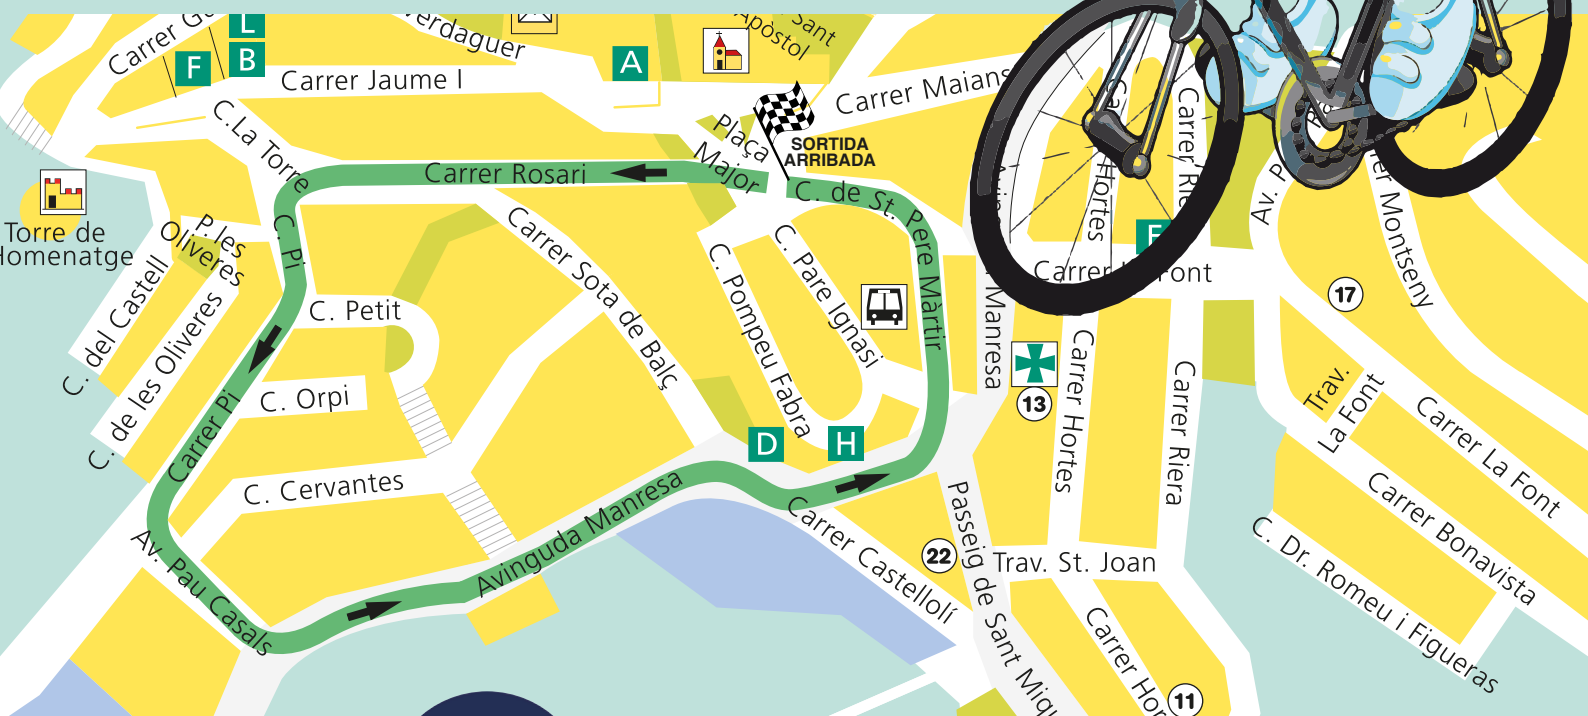 L
B
F
A
Carrer Jaume I
Carrer Maians
Sant
Apòstol
C.La Torre
Plaça
Major
SORTIDA
ARRIBADA
Carrer Rosari
C. de St. Pere Màrtir
Torre de
Homenatge
P. les
Oliveres
C. Pi
C. del Castell
C. de les Oliveres
C. Petit
C. Orpi
Carrer Pi
C. Cervantes
Carrer Sota de Balç
C. Pompeu Fabra
C. Pare Ignasi
D
H
Av. Pau Casals
Avinguda Manresa
Carrer Castellolí
Manresa
Hortes
Font
Montseny
17
13
Carrer Hortes
Carrer Riera
Trav.
La Font
Carrer La Font
Carrer Bonavista
C. Dr. Romeu i Figueras
22
Passeig de Sant
Trav. St. Joan
Carrer
11